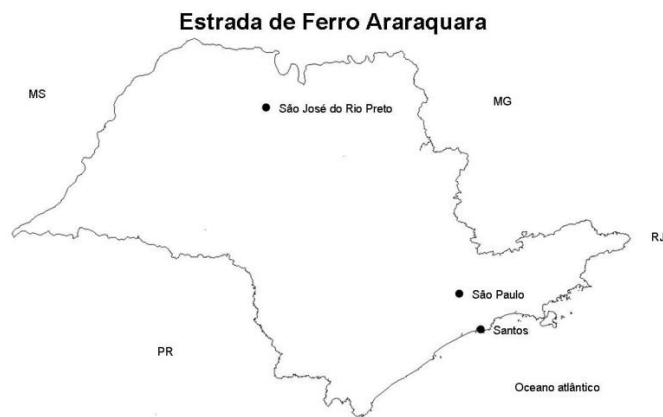 Estrada de Ferro Araraquara
MS
MG
São José do Rio Preto
RJ
São Paulo
Santos
PR
Oceano atlântico